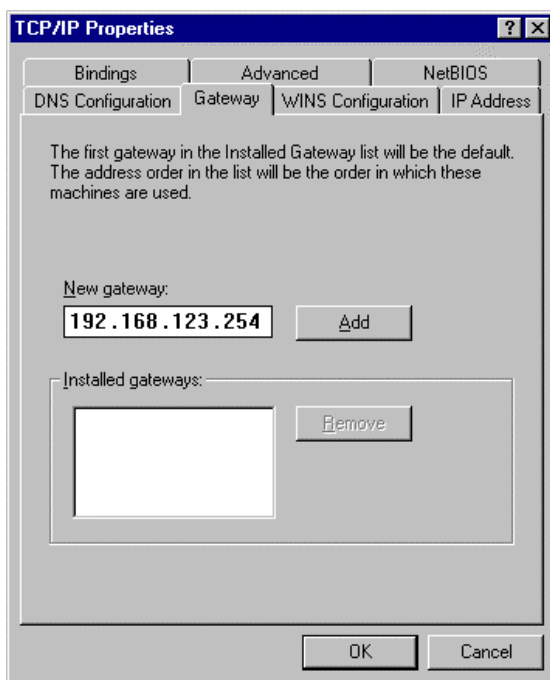 TCP/IP Properties
? X
Bindings Advanced NetBIOS
DNS Configuration Gateway WINS Configuration IP Address
The first gateway in the Installed Gateway list will be the default.
The address order in the list will be the order in which these
machines are used.
New gateway:
192.168.123.254 Add
Installed gateways:
Remove
OK Cancel